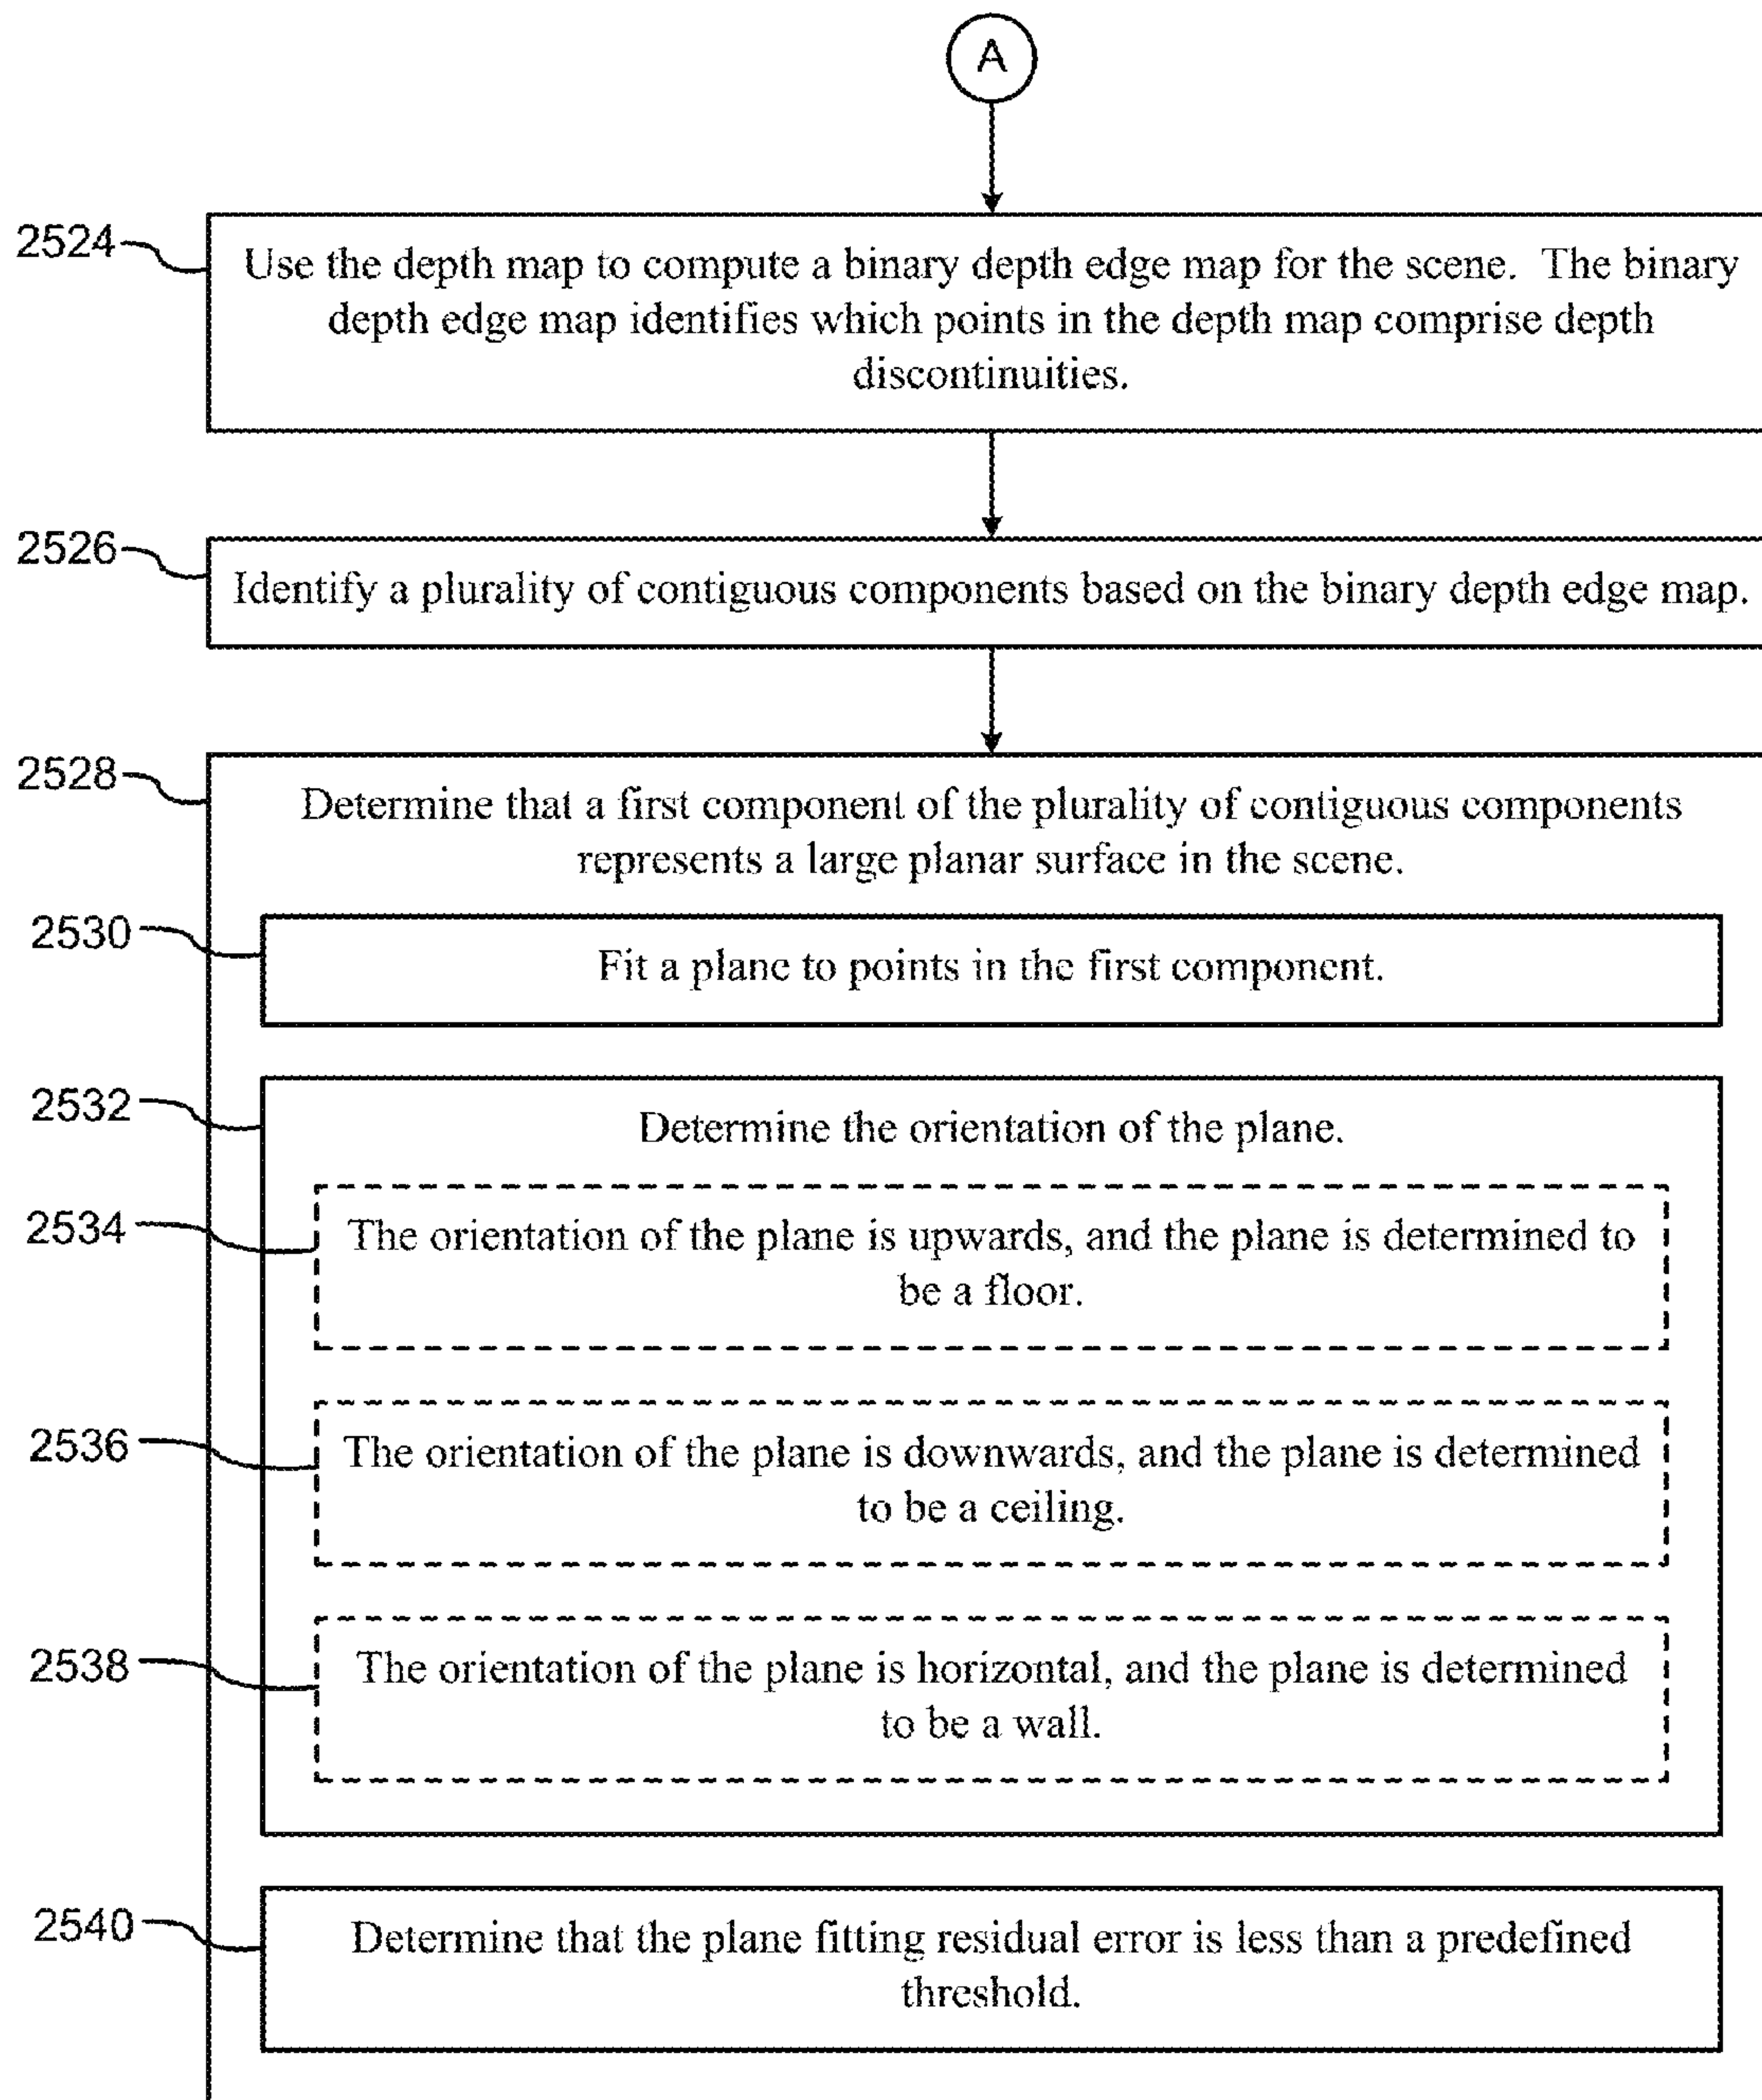 A
2524
Use the depth map to compute a binary depth edge map for the scene. The binary
depth edge map identifies which points in the depth map comprise depth
discontinuities.
2526
Identify a plurality of contiguous components based on the binary depth edge map.
2528
Determine that a first component of the plurality of contiguous components
represents a large planar surface in the scene.
2530
Fit a plane to points in the first component.
2532
Determine the orientation of the plane.
2534
The orientation of the plane is upwards, and the plane is determined to
be a floor.
2536
The orientation of the plane is downwards, and the plane is determined
to be a ceiling.
2538
The orientation of the plane is horizontal, and the plane is determined
to be a wall.
2540
Determine that the plane fitting residual error is less than a predefined
threshold.